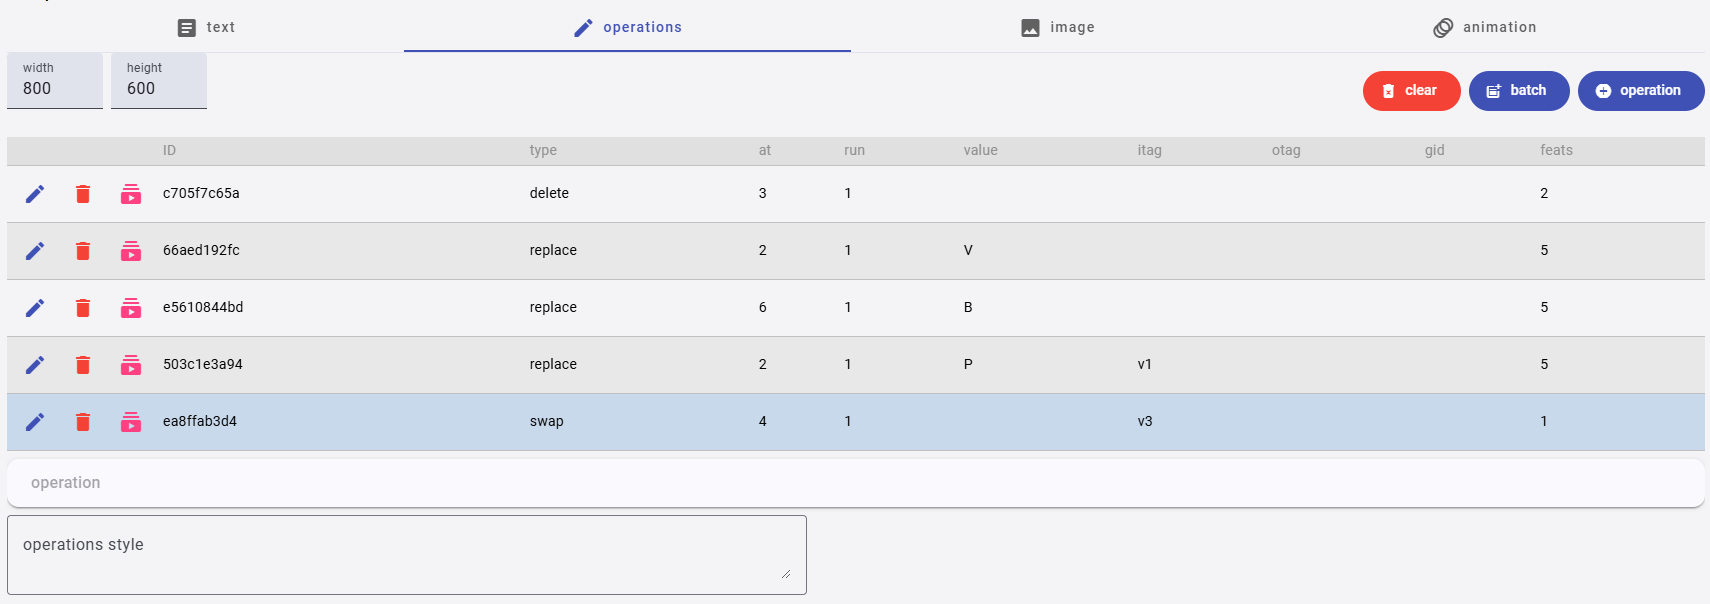 text operations image animation
width height
800 600
clear batch operation
ID type at run value itag otag gid feats
c705f7c65a delete 3 1 2
66aed192fc replace 2 1 V 5
e5610844bd replace 6 1 B 5
503c1e3a94 replace 2 1 P v1 5
ea8ffab3d4 swap 4 1 v3 1
operation
operations style